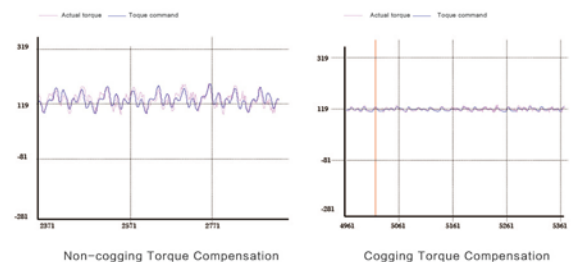 Actual torque
Toque command
319
119
-81
-281
2371
2571
2771
Non-cogging Torque Compensation
Actual torque
Toque command
319
119
-81
-281
4961
5061
5161
5261
5361
Cogging Torque Compensation